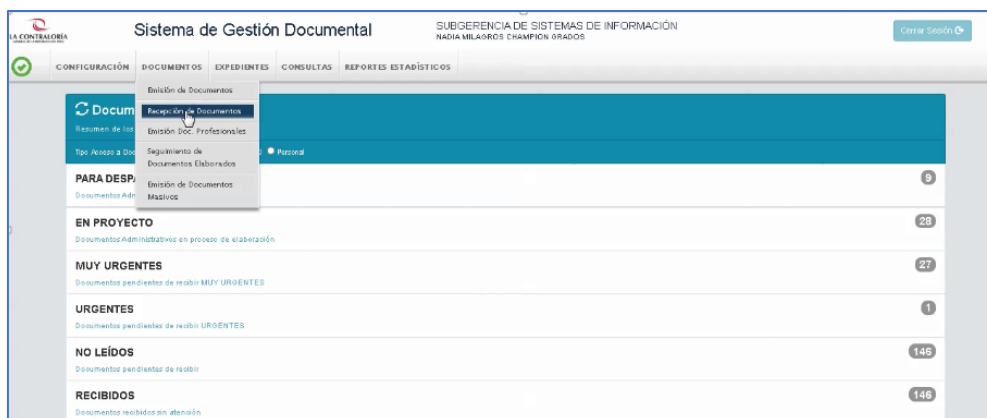 LA CONTRALORÍA
Sistema de Gestión Documental
SUBGERENCIA DE SISTEMAS DE INFORMACIÓN
NADIA MILAGROS CHAMPION GRADOS
Cerrar Sesión
CONFIGURACIÓN DOCUMENTOS EXPEDIENTES CONSULTAS REPORTES ESTADÍSTICOS
Emisión de Documentos
Recepción de Documentos
Emisión Doc. Profesionales
Seguimiento de
Documentos Elaborados
Emisión de Documentos
Masivos
Docum
Resumen de los
Tipo Acceso a Doc
Personal
PARA DESP
9
Documentos Adm
EN PROYECTO
28
Documentos Administrativos en proceso de elaboración
MUY URGENTES
27
Documentos pendientes de recibir MUY URGENTES
URGENTES
1
Documentos pendientes de recibir URGENTES
NO LEÍDOS
146
Documentos pendientes de recibir
RECIBIDOS
146
Documentos recibidos sin atención